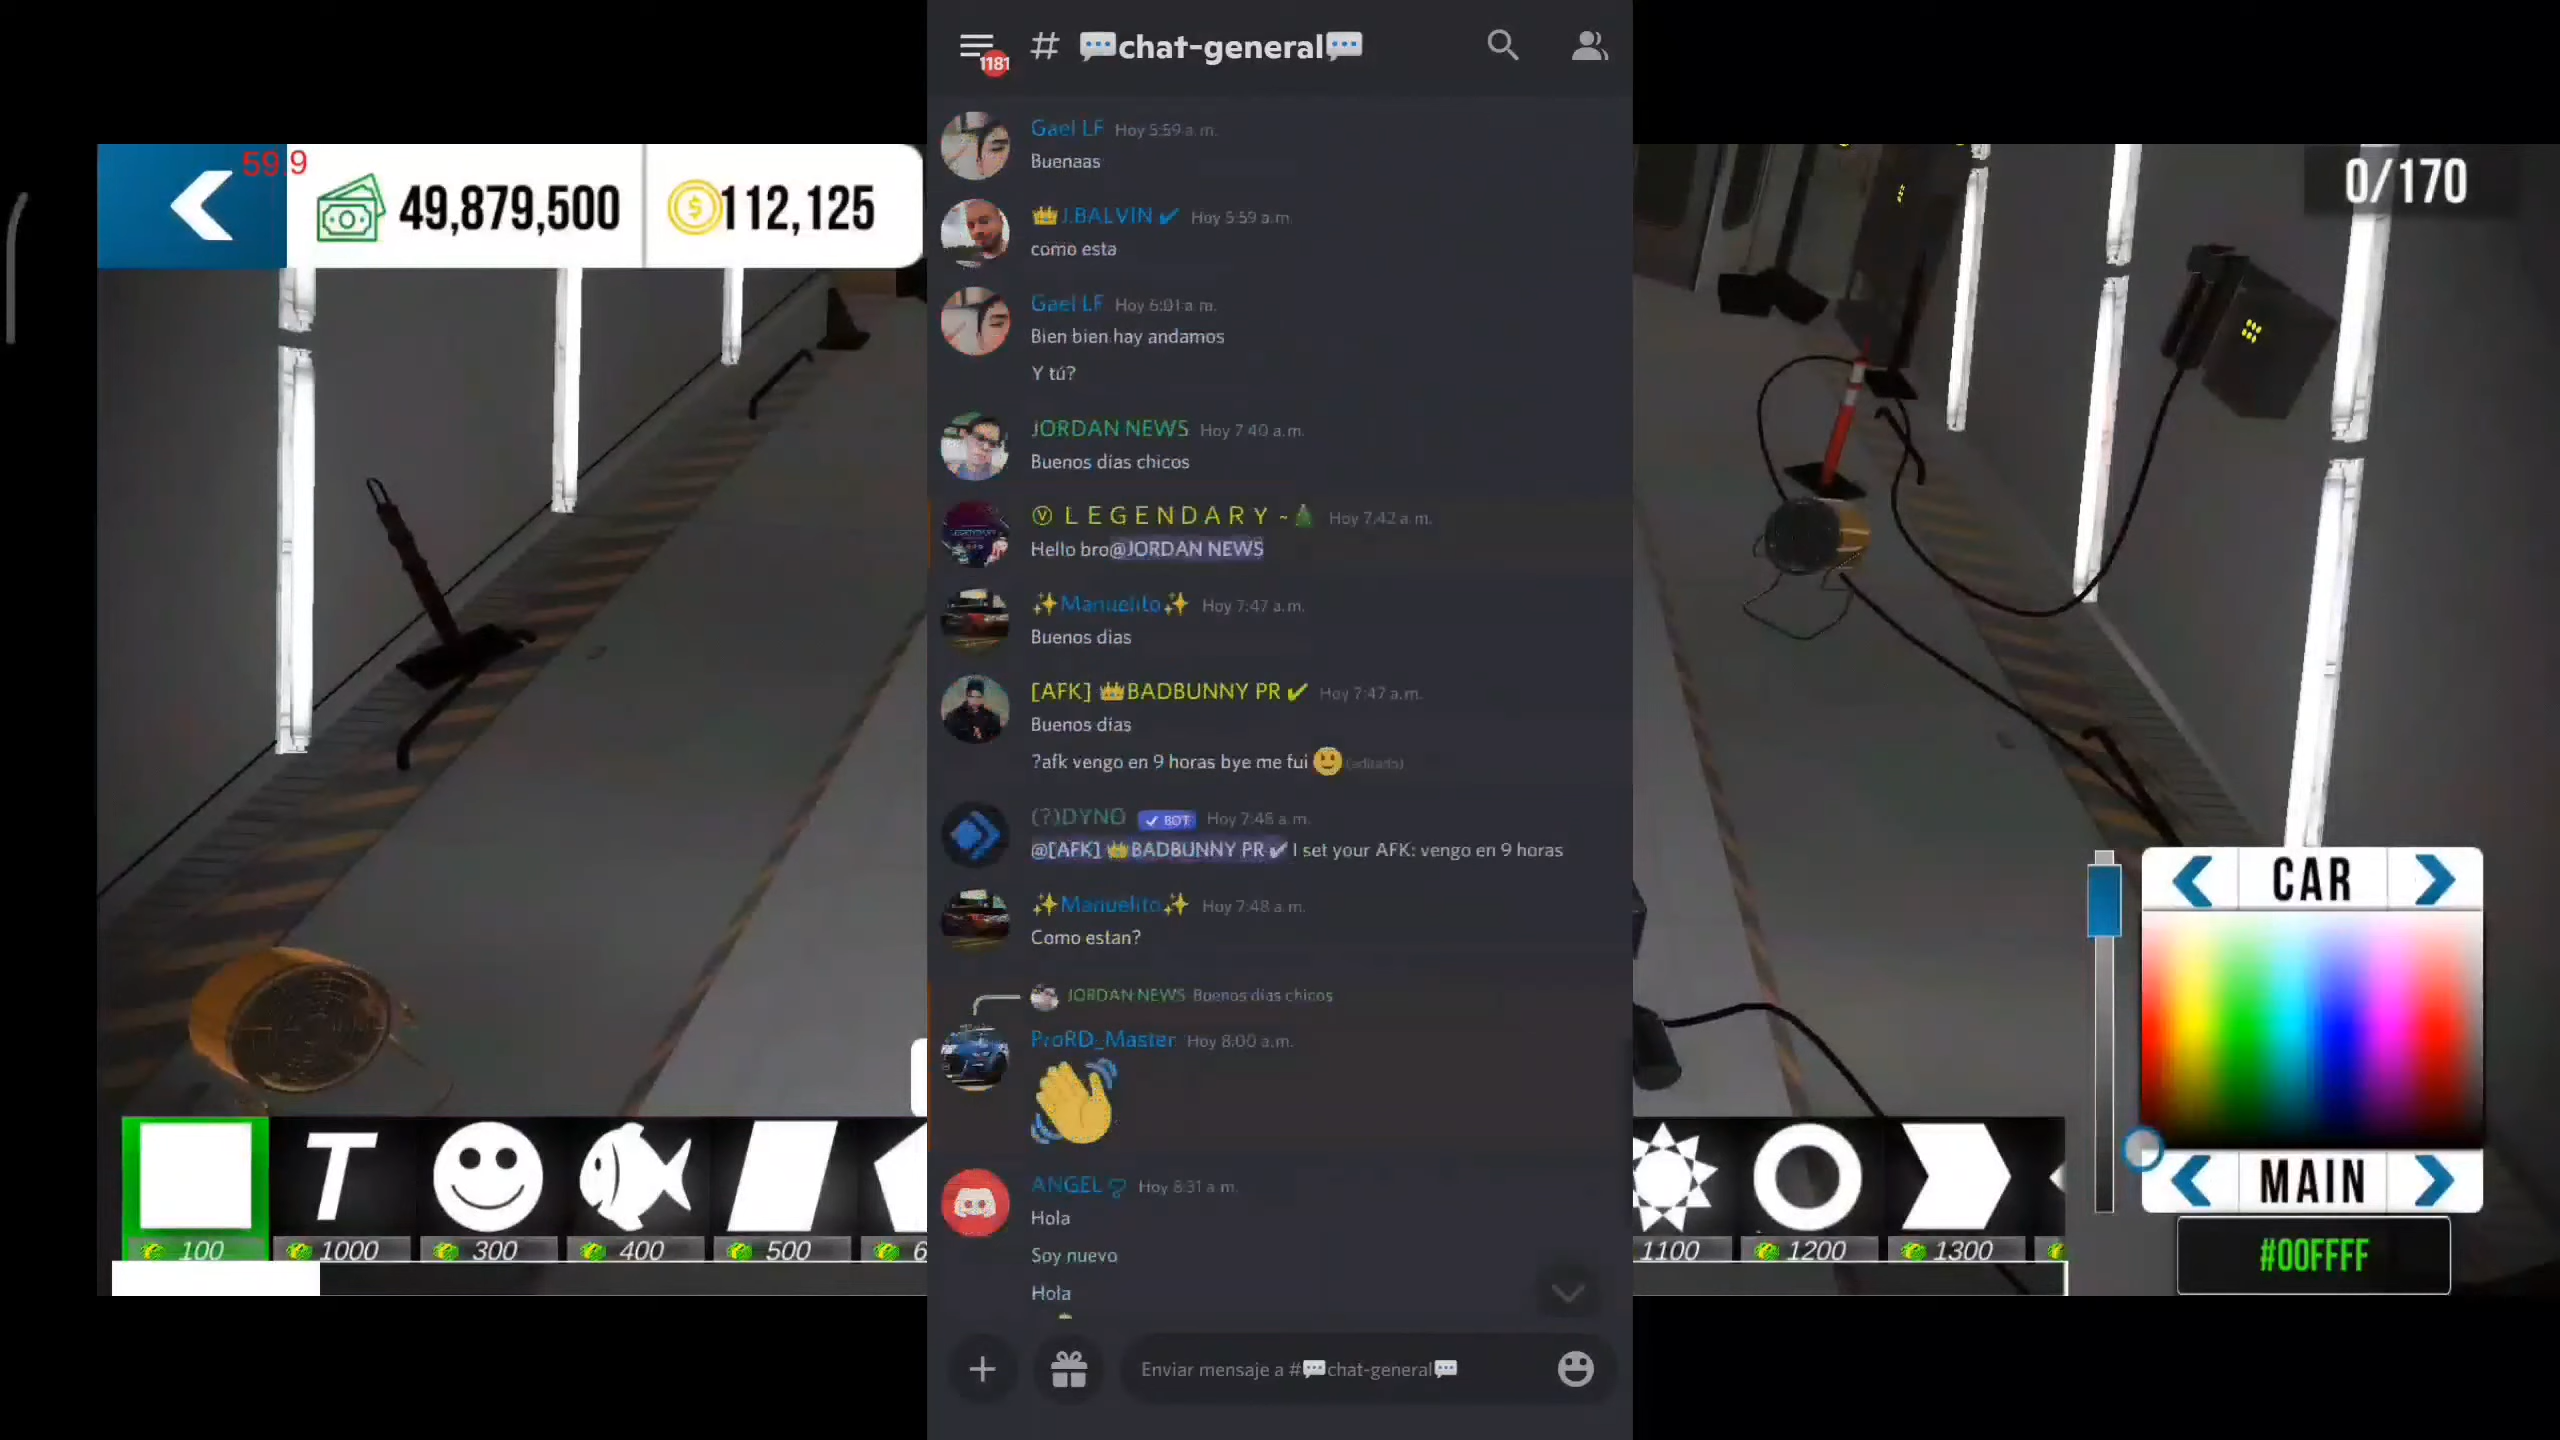 59.9
49,879,500
112,125
0/170
1181
# 💬chat-general💬
Gael LF Hoy 5:59 a. m.
Buenaas
👑J.BALVIN ✔ Hoy 5:59 a. m.
como esta
Gael LF Hoy 6:01 a. m.
Bien bien hay andamos
Y tú?
JORDAN NEWS Hoy 7:40 a. m.
Buenos días chicos
Ⓥ L E G E N D A R Y ~🎄 Hoy 7:42 a. m.
Hello bro@JORDAN NEWS
✨Manuelito✨ Hoy 7:47 a. m.
Buenos dias
[AFK] 👑BADBUNNY PR ✔ Hoy 7:47 a. m.
Buenos días
?afk vengo en 9 horas bye me fui 🙂 (editado)
(?)DYNO ✓ BOT Hoy 7:48 a. m.
@[AFK] 👑BADBUNNY PR ✔ I set your AFK: vengo en 9 horas
✨Manuelito✨ Hoy 7:48 a. m.
Como estan?
JORDAN NEWS Buenos días chicos
ProRD_Master Hoy 8:00 a. m.
👋
ANGEL Hoy 8:31 a. m.
Hola
Soy nuevo
Hola
Enviar mensaje a #💬chat-general💬
CAR
MAIN
#00FFFF
T
100
1000
300
400
500
6
1100
1200
1300